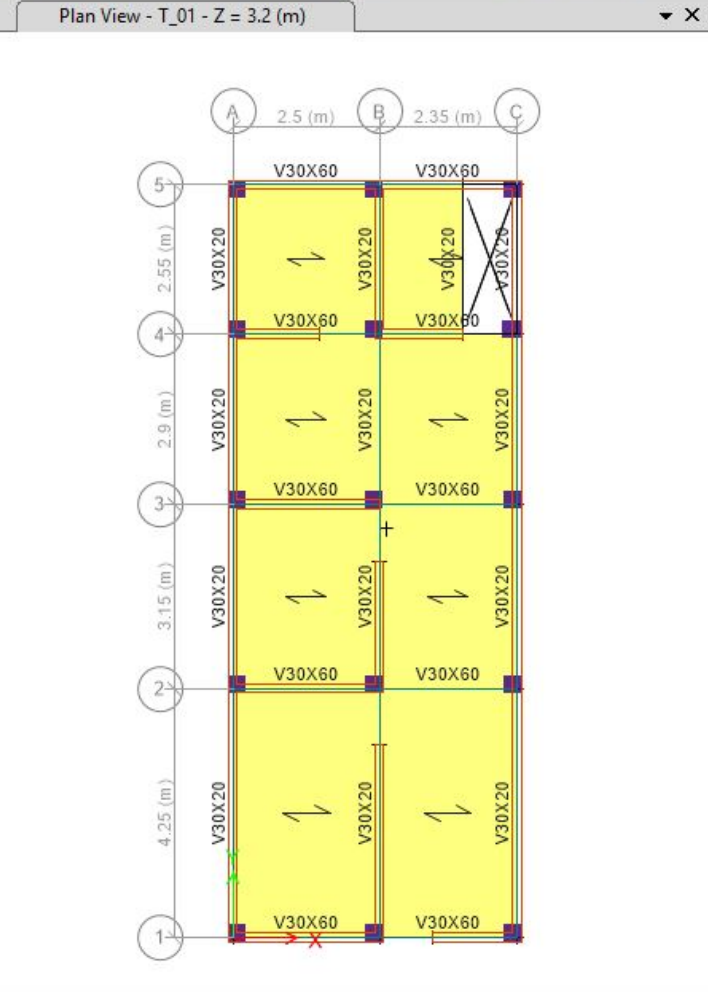 Plan View - T_01 - Z = 3.2 (m)
A 2.5 (m) B 2.35 (m) C
V30X60 V30X60
5
2.55 (m) V30X20 V30X20 V30X20 V30X20
V30X60 V30X60
4
2.9 (m) V30X20 V30X20 V30X20
V30X60 V30X60
3
3.15 (m) V30X20 V30X20 V30X20
V30X60 V30X60
2
4.25 (m) V30X20 V30X20 V30X20
Y
V30X60 V30X60
1 X